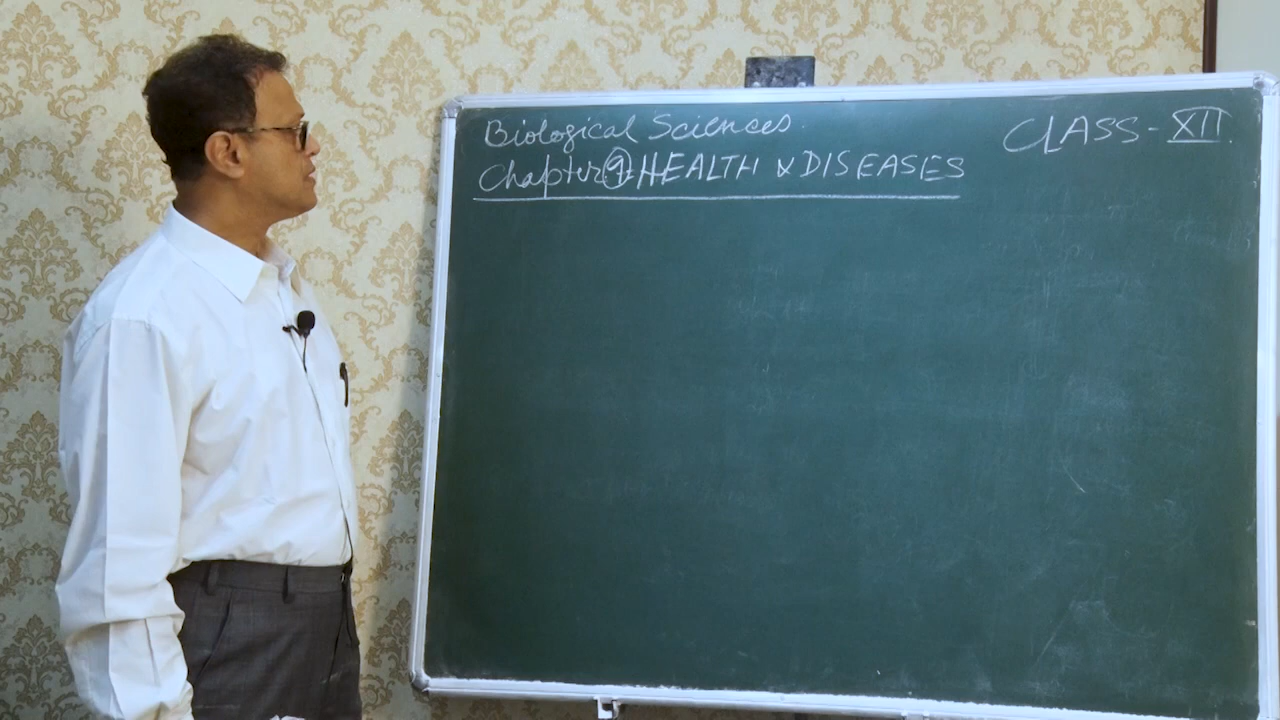 Biological Sciences.
CLASS - XII
Chapter 9 HEALTH & DISEASES